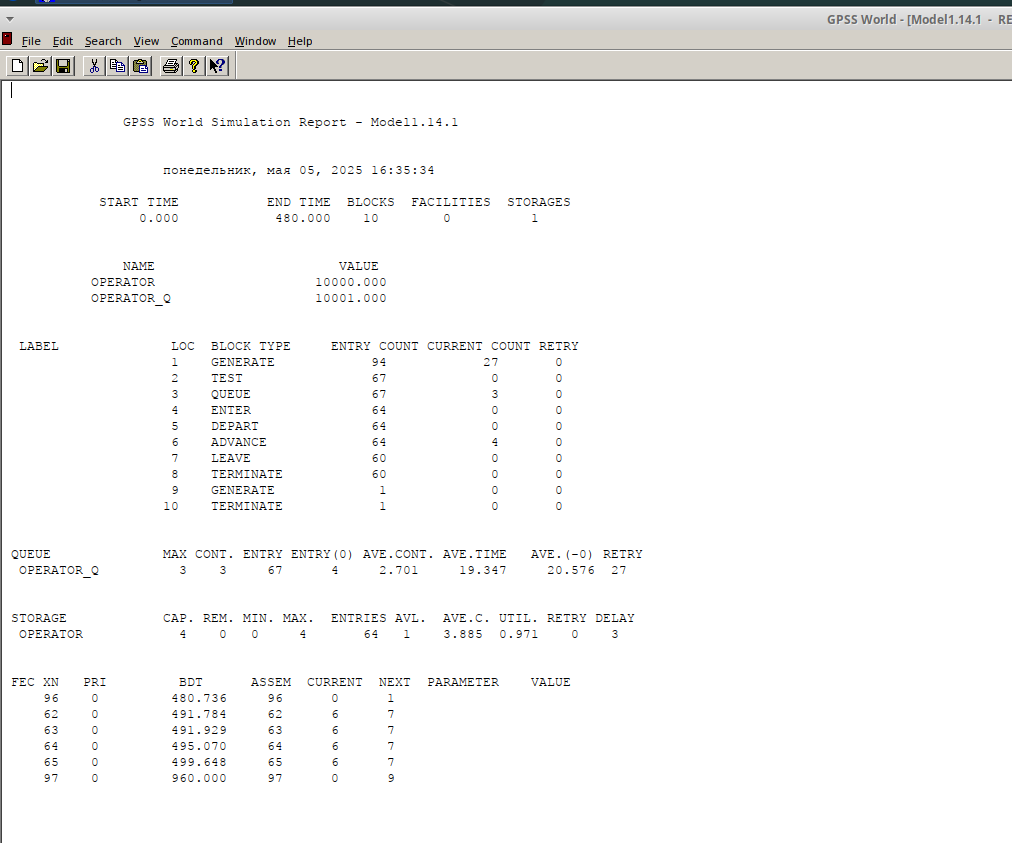 GPSS World - [Model1.14.1 - RE
File Edit Search View Command Window Help
GPSS World Simulation Report - Model1.14.1
понедельник, мая 05, 2025 16:35:34
START TIME END TIME BLOCKS FACILITIES STORAGES
0.000 480.000 10 0 1
NAME VALUE
OPERATOR 10000.000
OPERATOR_Q 10001.000
LABEL LOC BLOCK TYPE ENTRY COUNT CURRENT COUNT RETRY
1 GENERATE 94 27 0
2 TEST 67 0 0
3 QUEUE 67 3 0
4 ENTER 64 0 0
5 DEPART 64 0 0
6 ADVANCE 64 4 0
7 LEAVE 60 0 0
8 TERMINATE 60 0 0
9 GENERATE 1 0 0
10 TERMINATE 1 0 0
QUEUE MAX CONT. ENTRY ENTRY(0) AVE.CONT. AVE.TIME AVE.(-0) RETRY
OPERATOR_Q 3 3 67 4 2.701 19.347 20.576 27
STORAGE CAP. REM. MIN. MAX. ENTRIES AVL. AVE.C. UTIL. RETRY DELAY
OPERATOR 4 0 0 4 64 1 3.885 0.971 0 3
FEC XN PRI BDT ASSEM CURRENT NEXT PARAMETER VALUE
96 0 480.736 96 0 1
62 0 491.784 62 6 7
63 0 491.929 63 6 7
64 0 495.070 64 6 7
65 0 499.648 65 6 7
97 0 960.000 97 0 9